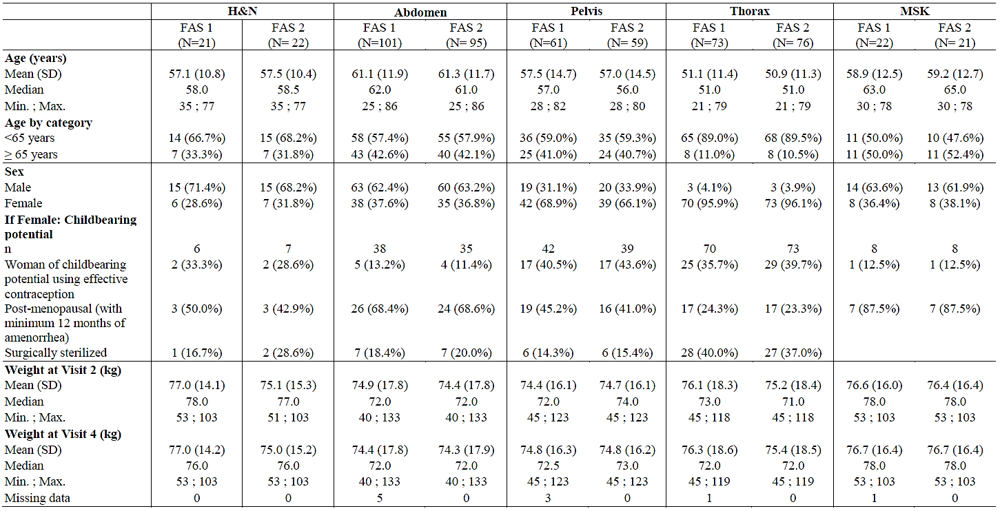 H&N Abdomen Pelvis Thorax MSK
FAS 1 FAS 2 FAS 1 FAS 2 FAS 1 FAS 2 FAS 1 FAS 2 FAS 1 FAS 2
(N=21) (N= 22) (N=101) (N= 95) (N=61) (N= 59) (N=73) (N= 76) (N= 22) (N= 21)
Age (years)
Mean (SD) 57.1 (10.8) 57.5 (10.4) 61.1 (11.9) 61.3 (11.7) 57.5 (14.7) 57.0 (14.5) 51.1 (11.4) 50.9 (11.3) 58.9 (12.5) 59.2 (12.7)
Median 58.0 58.5 62.0 61.0 57.0 56.0 51.0 51.0 63.0 65.0
Min. ; Max. 35 ; 77 35 ; 77 25 ; 86 25 ; 86 28 ; 82 28 ; 80 21 ; 79 21 ; 79 30 ; 78 30 ; 78
Age by category
<65 years 14 (66.7%) 15 (68.2%) 58 (57.4%) 55 (57.9%) 36 (59.0%) 35 (59.3%) 65 (89.0%) 68 (89.5%) 11 (50.0%) 10 (47.6%)
≥ 65 years 7 (33.3%) 7 (31.8%) 43 (42.6%) 40 (42.1%) 25 (41.0%) 24 (40.7%) 8 (11.0%) 8 (10.5%) 11 (50.0%) 11 (52.4%)
Sex
Male 15 (71.4%) 15 (68.2%) 63 (62.4%) 60 (63.2%) 19 (31.1%) 20 (33.9%) 3 (4.1%) 3 (3.9%) 14 (63.6%) 13 (61.9%)
Female 6 (28.6%) 7 (31.8%) 38 (37.6%) 35 (36.8%) 42 (68.9%) 39 (66.1%) 70 (95.9%) 73 (96.1%) 8 (36.4%) 8 (38.1%)
If Female: Childbearing
potential
n 6 7 38 35 42 39 70 73 8 8
Woman of childbearing 2 (33.3%) 2 (28.6%) 5 (13.2%) 4 (11.4%) 17 (40.5%) 17 (43.6%) 25 (35.7%) 29 (39.7%) 1 (12.5%) 1 (12.5%)
potential using effective
contraception
Post-menopausal (with 3 (50.0%) 3 (42.9%) 26 (68.4%) 24 (68.6%) 19 (45.2%) 16 (41.0%) 17 (24.3%) 17 (23.3%) 7 (87.5%) 7 (87.5%)
minimum 12 months of
amenorrhea)
Surgically sterilized 1 (16.7%) 2 (28.6%) 7 (18.4%) 7 (20.0%) 6 (14.3%) 6 (15.4%) 28 (40.0%) 27 (37.0%)
Weight at Visit 2 (kg)
Mean (SD) 77.0 (14.1) 75.1 (15.3) 74.9 (17.8) 74.4 (17.8) 74.4 (16.1) 74.7 (16.1) 76.1 (18.3) 75.2 (18.4) 76.6 (16.0) 76.4 (16.4)
Median 78.0 77.0 72.0 72.0 72.0 74.0 73.0 71.0 78.0 78.0
Min. ; Max. 53 ; 103 51 ; 103 40 ; 133 40 ; 133 45 ; 123 45 ; 123 45 ; 118 45 ; 118 53 ; 103 53 ; 103
Weight at Visit 4 (kg)
Mean (SD) 77.0 (14.2) 75.0 (15.2) 74.4 (17.8) 74.3 (17.9) 74.8 (16.3) 74.8 (16.2) 76.3 (18.6) 75.4 (18.5) 76.7 (16.4) 76.7 (16.4)
Median 76.0 76.0 72.0 72.0 72.5 73.0 72.0 72.0 78.0 78.0
Min. ; Max. 53 ; 103 53 ; 103 40 ; 133 40 ; 133 45 ; 123 45 ; 123 45 ; 119 45 ; 119 53 ; 103 53 ; 103
Missing data 0 0 5 0 3 0 1 0 1 0